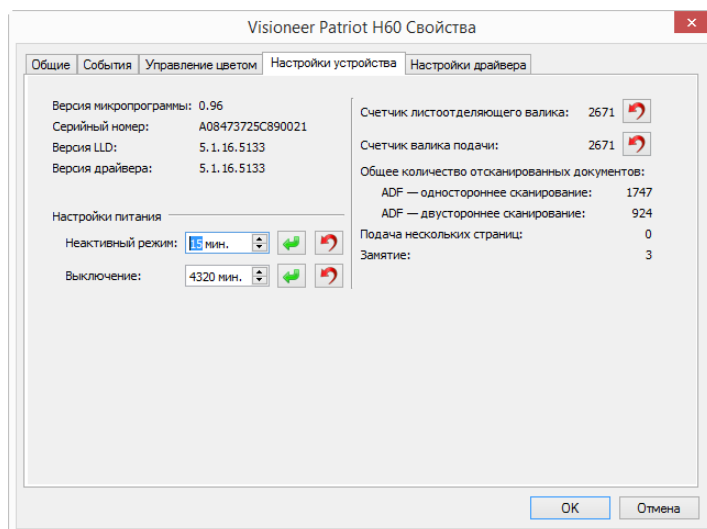 Visioneer Patriot H60 Свойства
Общие События Управление цветом Настройки устройства Настройки драйвера
Версия микропрограммы: 0.96
Серийный номер: A08473725C890021
Версия LLD: 5.1.16.5133
Версия драйвера: 5.1.16.5133
Настройки питания
Неактивный режим: 15 мин.
Выключение: 4320 мин.
Счетчик листоотделяющего валика: 2671
Счетчик валика подачи: 2671
Общее количество отсканированных документов:
ADF — одностороннее сканирование: 1747
ADF — двустороннее сканирование: 924
Подача нескольких страниц: 0
Замятие: 3
OK Отмена